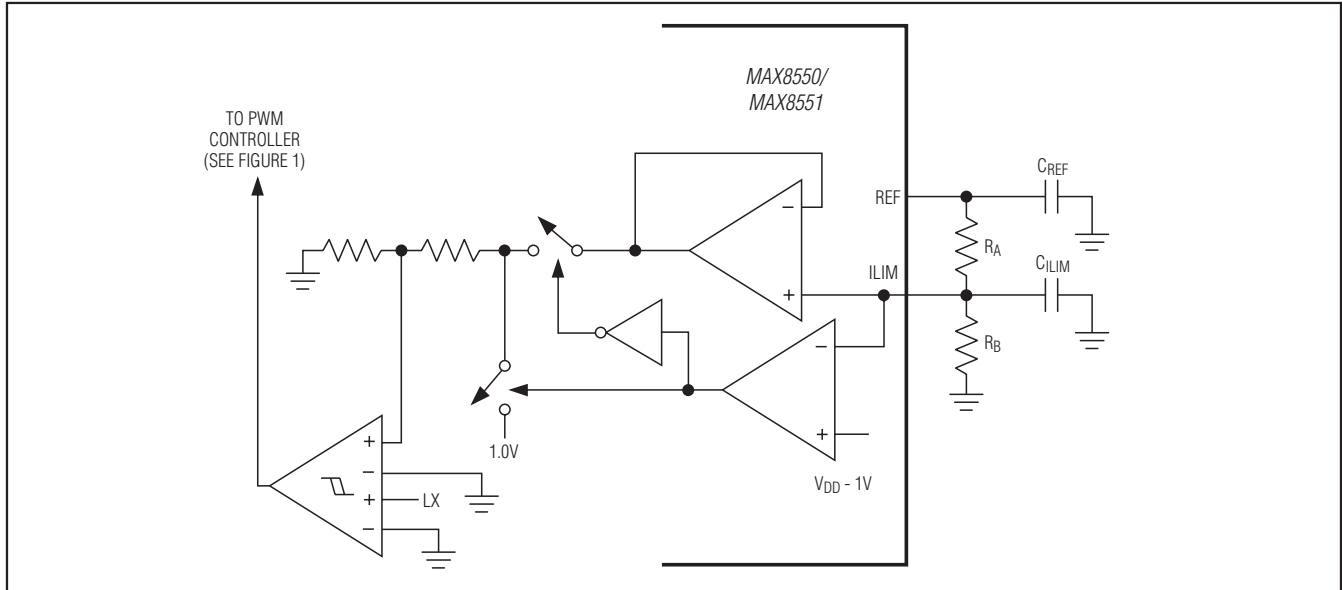 MAX8550/
MAX8551
TO PWM
CONTROLLER
(SEE FIGURE 1)
REF
CREF
−
RA
ILIM
CILIM
+
−
RB
+
1.0V
VDD - 1V
+
−
+
LX
−